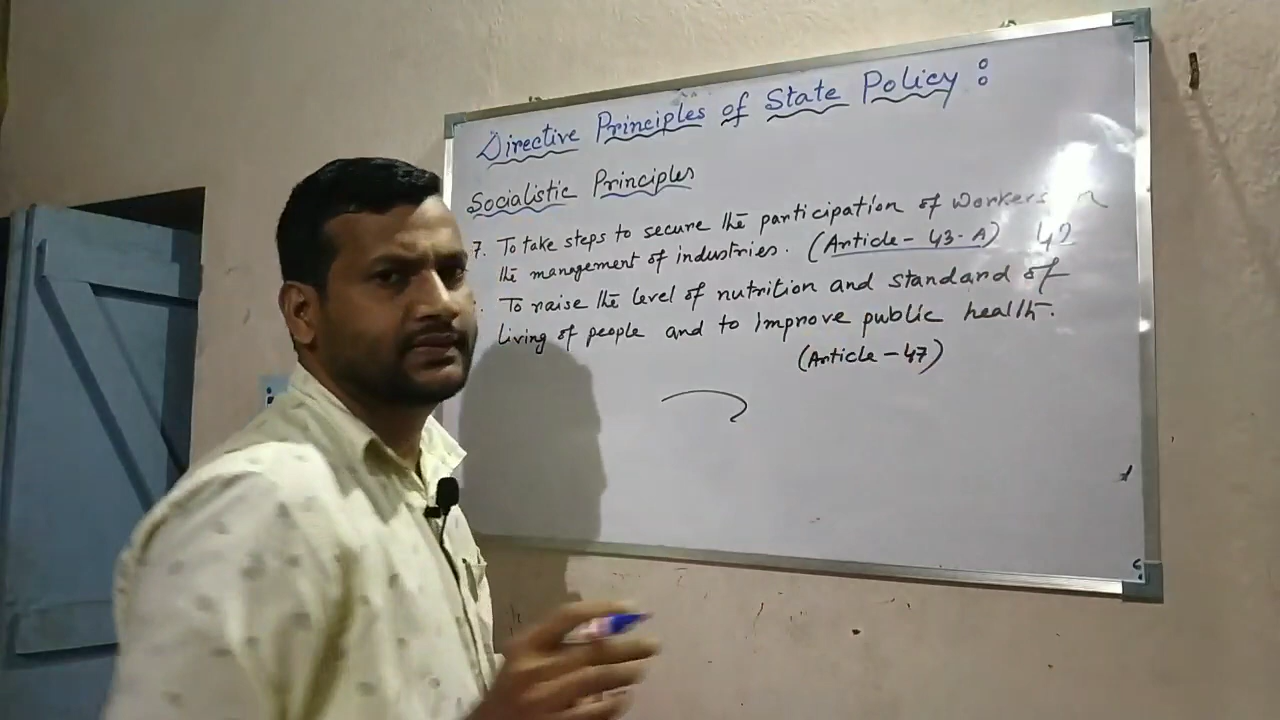 Directive Principles of State Policy :
Socialistic Principles
7. To take steps to secure the participation of workers
the management of industries. (Article - 43-A) 42
To raise the level of nutrition and standard of
living of people and to improve public health.
(Article - 47)